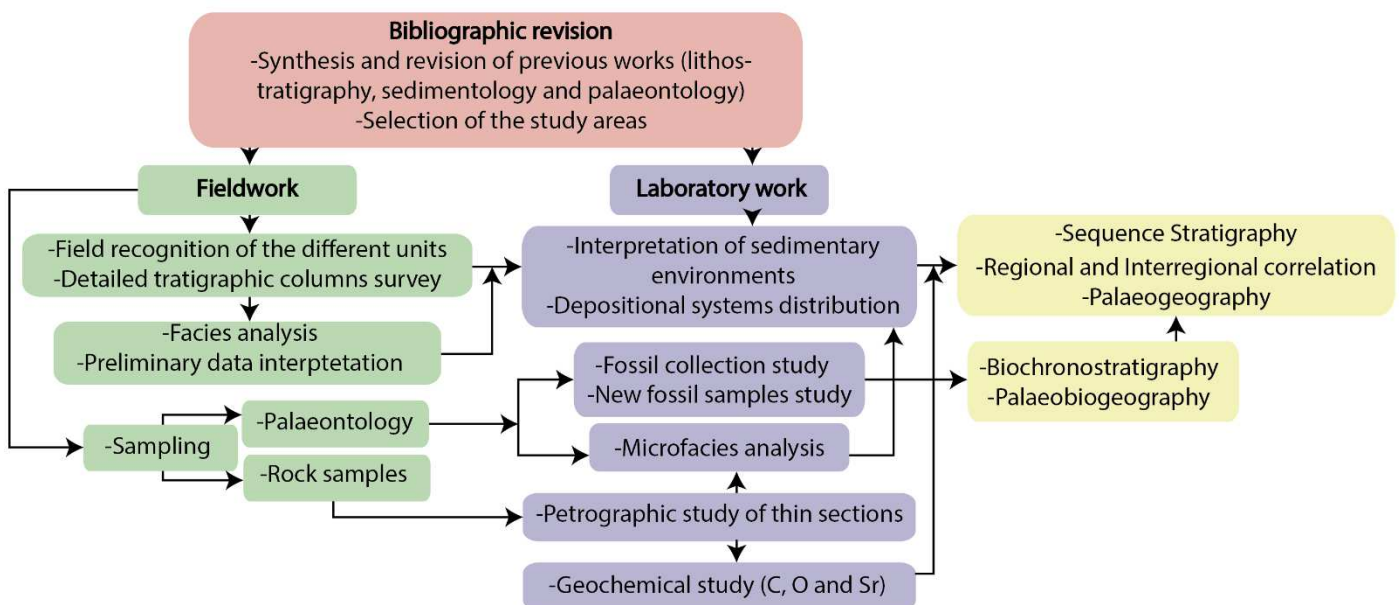 Bibliographic revision
-Synthesis and revision of previous works (lithos-
tratigraphy, sedimentology and palaeontology)
-Selection of the study areas
Fieldwork
Laboratory work
-Field recognition of the different units
-Detailed tratigraphic columns survey
-Interpretation of sedimentary
environments
-Depositional systems distribution
-Sequence Stratigraphy
-Regional and Interregional correlation
-Palaeogeography
-Facies analysis
-Preliminary data interptetation
-Fossil collection study
-New fossil samples study
-Biochronostratigraphy
-Palaeobiogeography
-Sampling
-Palaeontology
-Rock samples
-Microfacies analysis
-Petrographic study of thin sections
-Geochemical study (C, O and Sr)